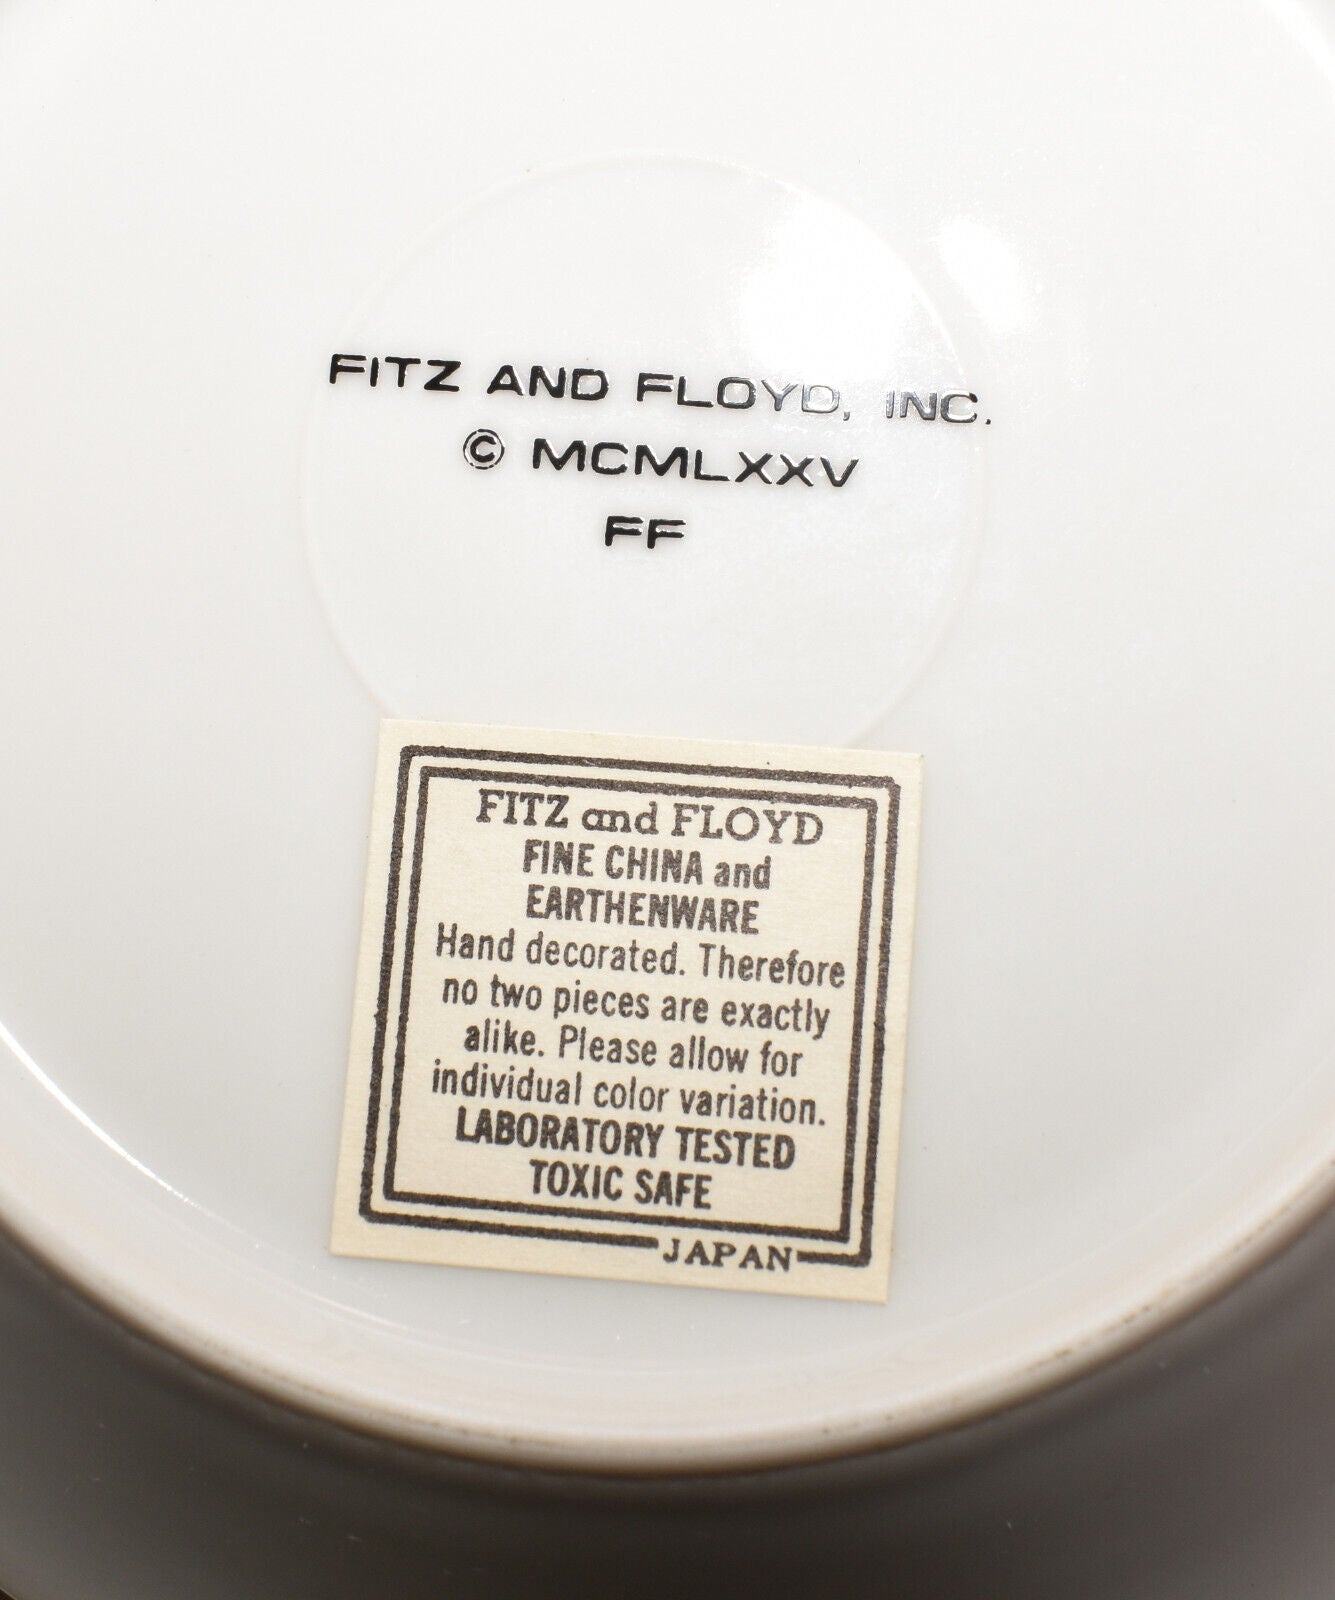 FITZ AND FLOYD, INC.
© MCMLXXV
FF
FITZ and FLOYD
FINE CHINA and
EARTHENWARE
Hand decorated. Therefore
no two pieces are exactly
alike. Please allow for
individual color variation.
LABORATORY TESTED
TOXIC SAFE
JAPAN